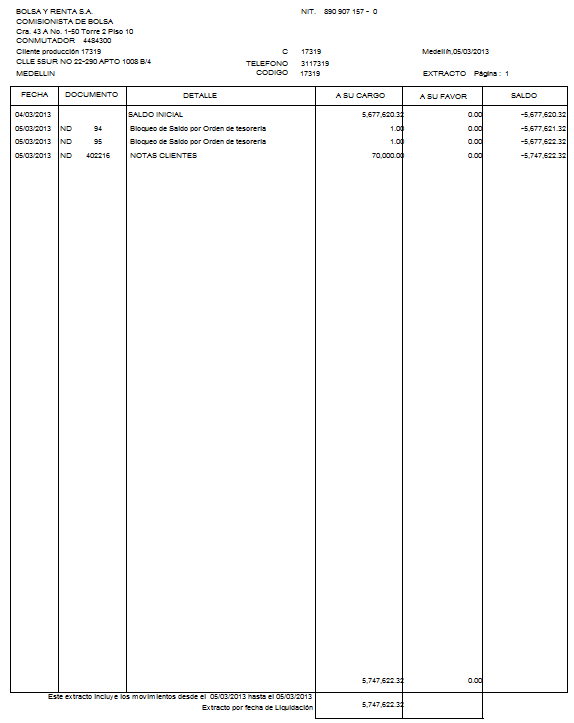 BOLSA Y RENTA S.A. NIT. 890 907 157 - 0
COMISIONISTA DE BOLSA
Cra. 43 A No. 1-50 Torre 2 Piso 10
CONMUTADOR 4484300
Cliente producción 17319 C 17319 Medellín,05/03/2013
CLLE 5SUR NO 22-290 APTO 1008 B/4 TELEFONO 3117319
MEDELLIN CODIGO 17319 EXTRACTO Página : 1
FECHA DOCUMENTO DETALLE A SU CARGO A SU FAVOR SALDO
04/03/2013 SALDO INICIAL 5,677,620.32 0.00 -5,677,620.32
05/03/2013 ND 94 Bloqueo de Saldo por Orden de tesoreria 1.00 0.00 -5,677,621.32
05/03/2013 ND 95 Bloqueo de Saldo por Orden de tesoreria 1.00 0.00 -5,677,622.32
05/03/2013 ND 402216 NOTAS CLIENTES 70,000.00 0.00 -5,747,622.32
5,747,622.32 0.00
Este extracto incluye los movimientos desde el 05/03/2013 hasta el 05/03/2013
Extracto por fecha de Liquidación 5,747,622.32